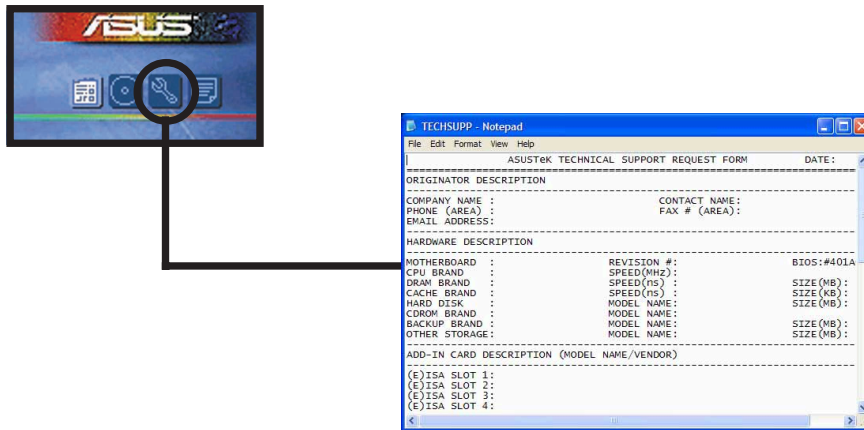 ASUS
TECHSUPP - Notepad
File Edit Format View Help
ASUSTeK TECHNICAL SUPPORT REQUEST FORM DATE:
ORIGINATOR DESCRIPTION
COMPANY NAME : CONTACT NAME:
PHONE (AREA) : FAX # (AREA):
EMAIL ADDRESS:
HARDWARE DESCRIPTION
MOTHERBOARD : REVISION #: BIOS:#401A
CPU BRAND : SPEED(MHz):
DRAM BRAND : SPEED(ns) : SIZE(MB):
CACHE BRAND : SPEED(ns) : SIZE(KB):
HARD DISK : MODEL NAME: SIZE(MB):
CDROM BRAND : MODEL NAME:
BACKUP BRAND : MODEL NAME: SIZE(MB):
OTHER STORAGE: MODEL NAME: SIZE(MB):
ADD-IN CARD DESCRIPTION (MODEL NAME/VENDOR)
(E)ISA SLOT 1:
(E)ISA SLOT 2:
(E)ISA SLOT 3:
(E)ISA SLOT 4: